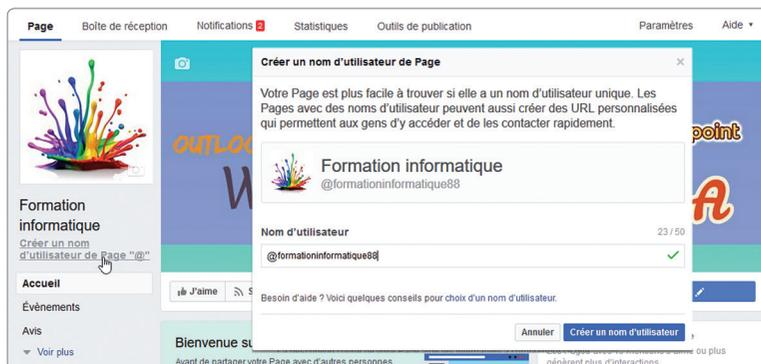 Page Boîte de réception Notifications 2 Statistiques Outils de publication Paramètres Aide
Créer un nom d'utilisateur de Page
Votre Page est plus facile à trouver si elle a un nom d'utilisateur unique. Les
Pages avec des noms d'utilisateur peuvent aussi créer des URL personnalisées
qui permettent aux gens d'y accéder et de les contacter rapidement.
Formation informatique
@formationinformatique88
Nom d'utilisateur 23 / 50
@formationinformatique88
Besoin d'aide ? Voici quelques conseils pour choix d'un nom d'utilisateur.
Annuler Créer un nom d'utilisateur
OUTLOO
W
point
A
Formation
informatique
Créer un nom
d'utilisateur de Page "@"
Accueil
Évènements
Avis
Voir plus
J'aime S
Bienvenue su
Avant de partager votre Page avec d'autres personnes
ou plus
génèrent plus d'interactions